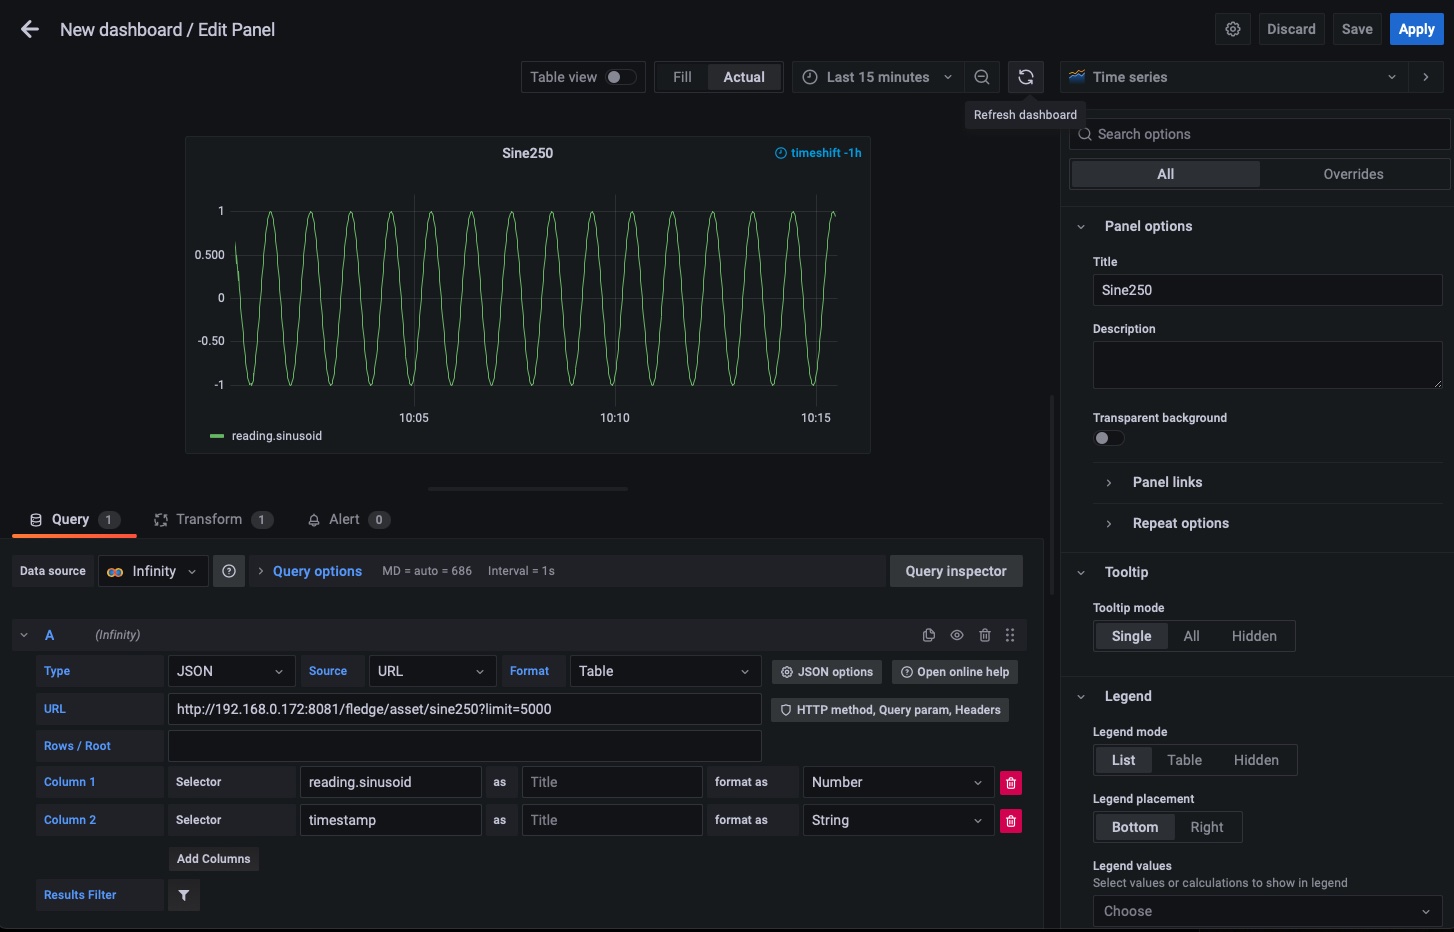 New dashboard / Edit Panel
Discard
Save
Apply
Table view
Fill
Actual
Last 15 minutes
Time series
Refresh dashboard
Search options
All
Overrides
Sine250
timeshift -1h
1
0.500
0
-0.50
-1
10:05
10:10
10:15
reading.sinusoid
Panel options
Title
Sine250
Description
Transparent background
Panel links
Repeat options
Query 1
Transform 1
Alert 0
Data source
Infinity
Query options
MD = auto = 686
Interval = 1s
Query inspector
A
(Infinity)
Type
JSON
Source
URL
Format
Table
JSON options
Open online help
URL
http://192.168.0.172:8081/fledge/asset/sine250?limit=5000
HTTP method, Query param, Headers
Rows / Root
Column 1
Selector
reading.sinusoid
as
Title
format as
Number
Column 2
Selector
timestamp
as
Title
format as
String
Add Columns
Results Filter
Tooltip
Tooltip mode
Single
All
Hidden
Legend
Legend mode
List
Table
Hidden
Legend placement
Bottom
Right
Legend values
Select values or calculations to show in legend
Choose